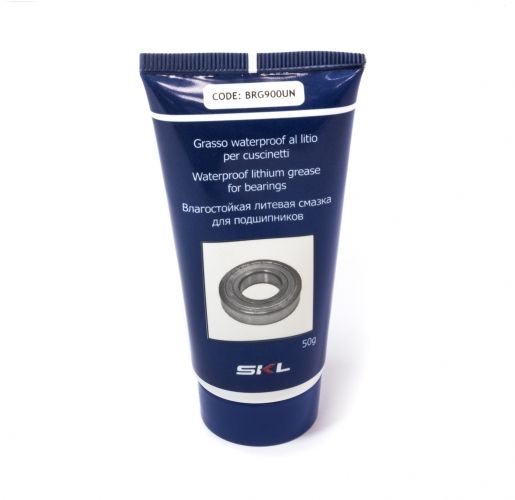 CODE: BRG900UN
Grasso waterproof al litio
per cuscinetti
Waterproof lithium grease
for bearings
Влагостойкая литевая смазка
для подшипников
50g
SKL